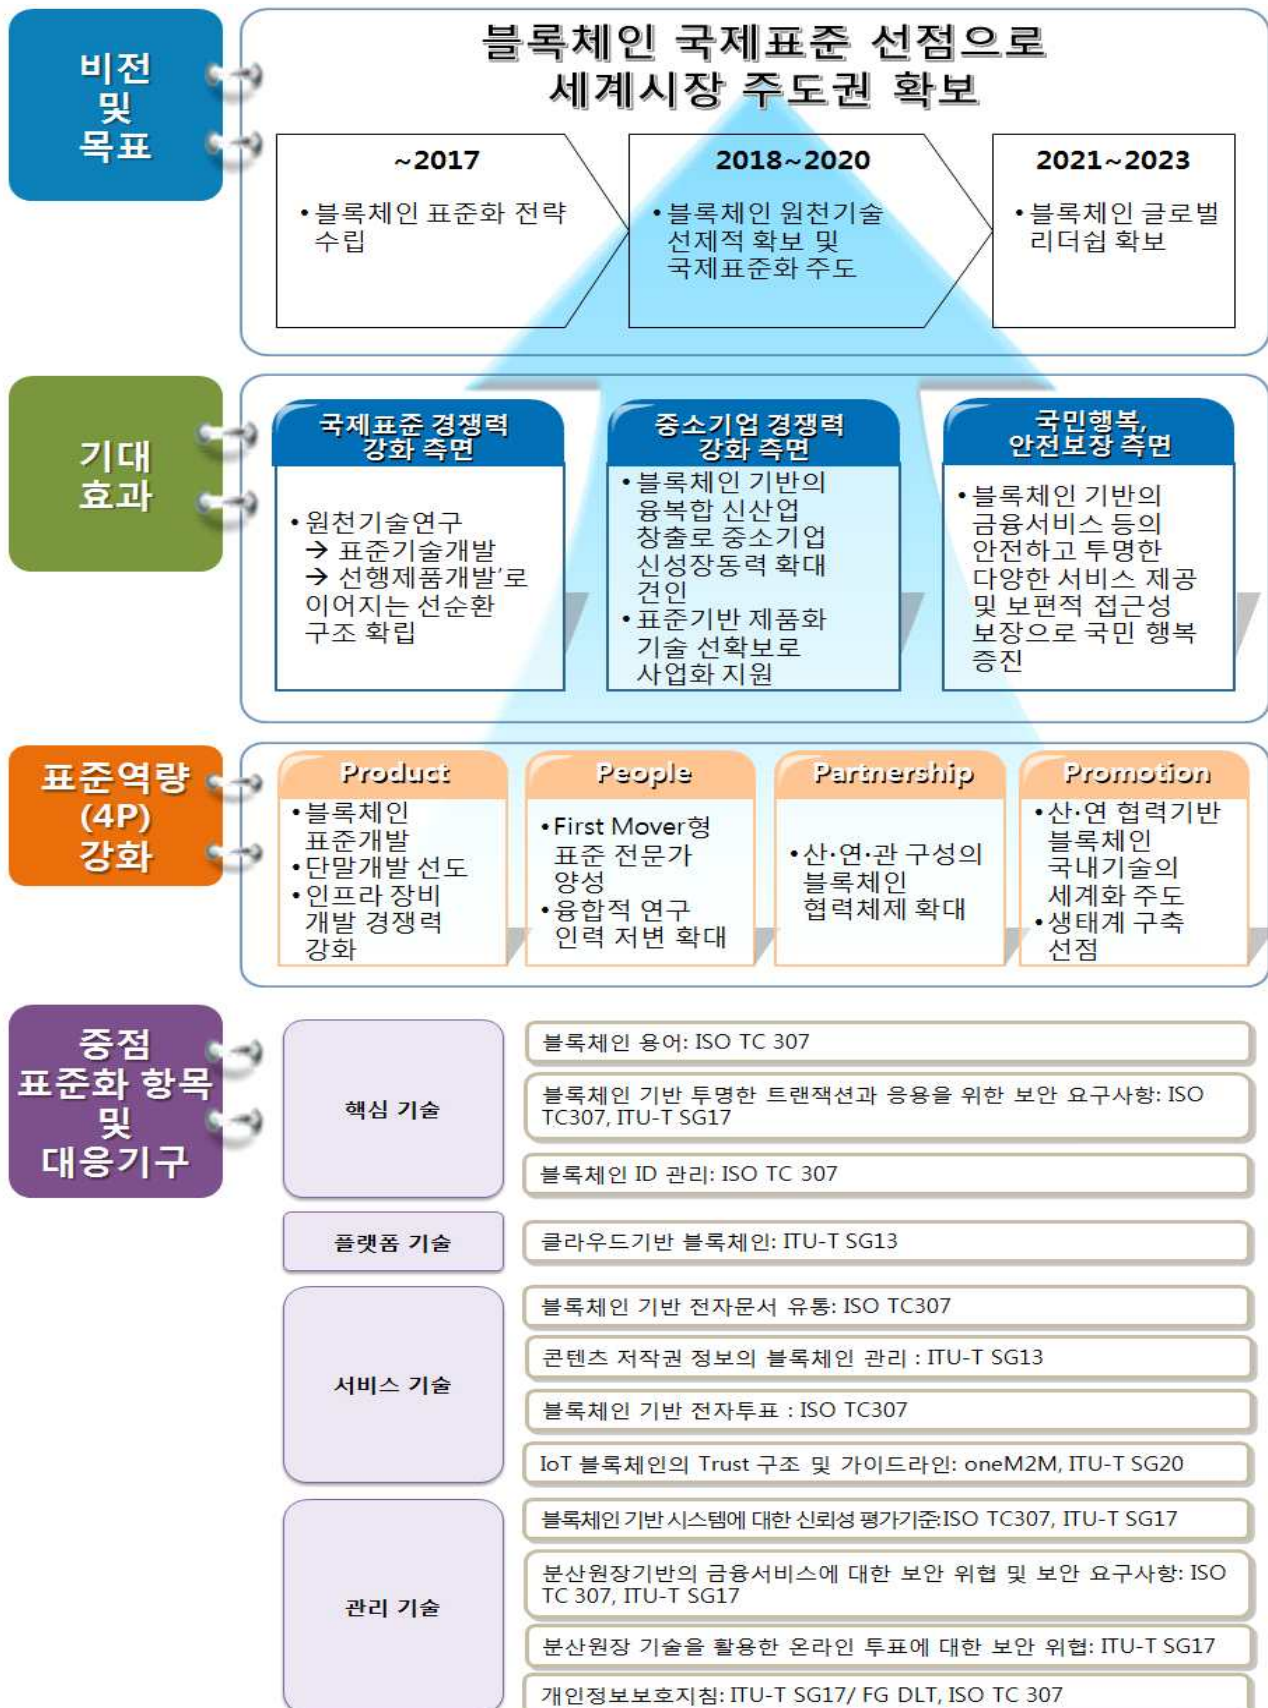 비전
및
목표
블록체인 국제표준 선점으로
세계시장 주도권 확보
~2017
•블록체인 표준화 전략
수립
2018~2020
•블록체인 원천기술
선제적 확보 및
국제표준화 주도
2021~2023
•블록체인 글로벌
리더쉽 확보
기대
효과
국제표준 경쟁력
강화 측면
•원천기술연구
→ 표준기술개발
→ 선행제품개발’로
이어지는 선순환
구조 확립
중소기업 경쟁력
강화 측면
•블록체인 기반의
융복합 신산업
창출로 중소기업
신성장동력 확대
견인
•표준기반 제품화
기술 선확보로
사업화 지원
국민행복,
안전보장 측면
•블록체인 기반의
금융서비스 등의
안전하고 투명한
다양한 서비스 제공
및 보편적 접근성
보장으로 국민 행복
증진
표준역량
(4P)
강화
Product
•블록체인
표준개발
•단말개발 선도
•인프라 장비
개발 경쟁력
강화
People
•First Mover형
표준 전문가
양성
•융합적 연구
인력 저변 확대
Partnership
•산·연·관 구성의
블록체인
협력체제 확대
Promotion
•산·연 협력기반
블록체인
국내기술의
세계화 주도
•생태계 구축
선점
중점
표준화 항목
및
대응기구
핵심 기술
블록체인 용어: ISO TC 307
블록체인 기반 투명한 트랜잭션과 응용을 위한 보안 요구사항: ISO
TC307, ITU-T SG17
블록체인 ID 관리: ISO TC 307
플랫폼 기술
클라우드기반 블록체인: ITU-T SG13
서비스 기술
블록체인 기반 전자문서 유통: ISO TC307
콘텐츠 저작권 정보의 블록체인 관리 : ITU-T SG13
블록체인 기반 전자투표 : ISO TC307
IoT 블록체인의 Trust 구조 및 가이드라인: oneM2M, ITU-T SG20
관리 기술
블록체인 기반 시스템에 대한 신뢰성 평가기준: ISO TC307, ITU-T SG17
분산원장기반의 금융서비스에 대한 보안 위협 및 보안 요구사항: ISO
TC 307, ITU-T SG17
분산원장 기술을 활용한 온라인 투표에 대한 보안 위협: ITU-T SG17
개인정보보호지침: ITU-T SG17/ FG DLT, ISO TC 307